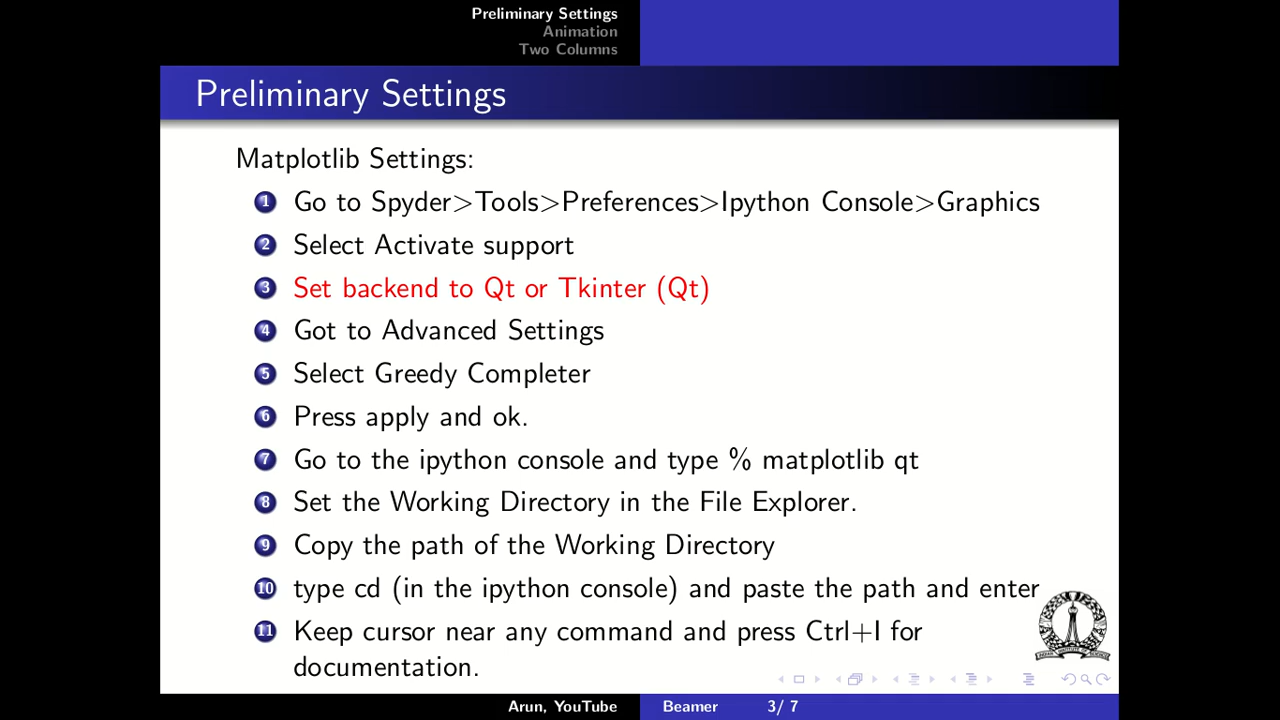 Preliminary Settings
Animation
Two Columns
Preliminary Settings
Matplotlib Settings:
1 Go to Spyder>Tools>Preferences>Ipython Console>Graphics
2 Select Activate support
3 Set backend to Qt or Tkinter (Qt)
4 Got to Advanced Settings
5 Select Greedy Completer
6 Press apply and ok.
7 Go to the ipython console and type % matplotlib qt
8 Set the Working Directory in the File Explorer.
9 Copy the path of the Working Directory
10 type cd (in the ipython console) and paste the path and enter
11 Keep cursor near any command and press Ctrl+I for
documentation.
Arun, YouTube
Beamer
3/ 7